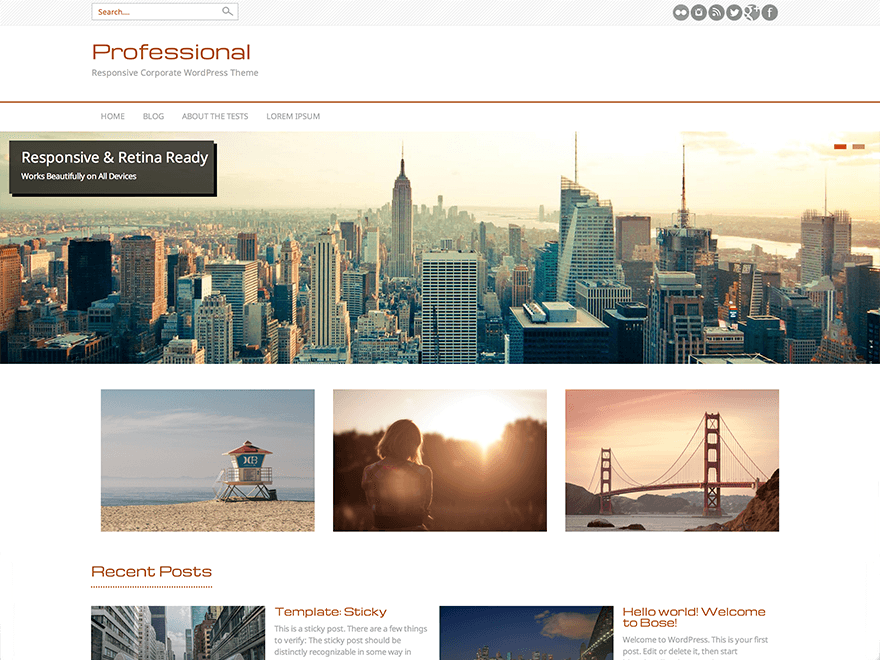 Search....
Professional
Responsive Corporate WordPress Theme
HOME BLOG ABOUT THE TESTS LOREM IPSUM
Responsive & Retina Ready
Works Beautifully on All Devices
Recent Posts
Template: Sticky
This is a sticky post. There are a few things
to verify: The sticky post should be
distinctly recognizable in some way in
Hello world! Welcome
to Bose!
Welcome to WordPress. This is your first
post. Edit or delete it, then start